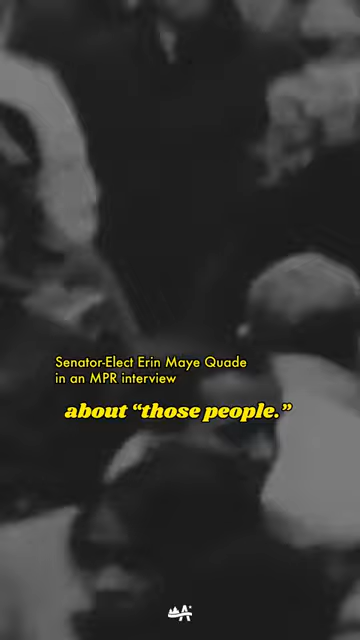 Senator-Elect Erin Maye Quade
in an MPR interview
about “those people.”